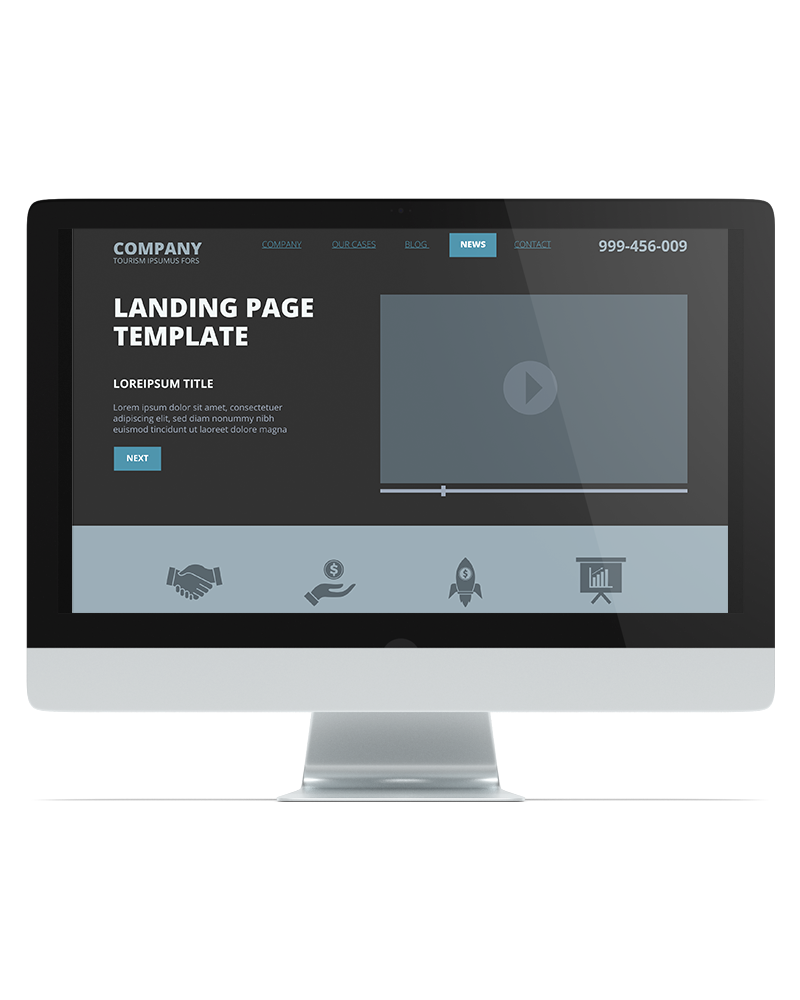 COMPANY
TOURISM IPSUMUS FORS
COMPANY
OUR CASES
BLOG
NEWS
CONTACT
999-456-009
LANDING PAGE
TEMPLATE
LOREIPSUM TITLE
Lorem ipsum dolor sit amet, consectetuer
adipiscing elit, sed diam nonummy nibh
euismod tincidunt ut laoreet dolore magna
NEXT
$
$